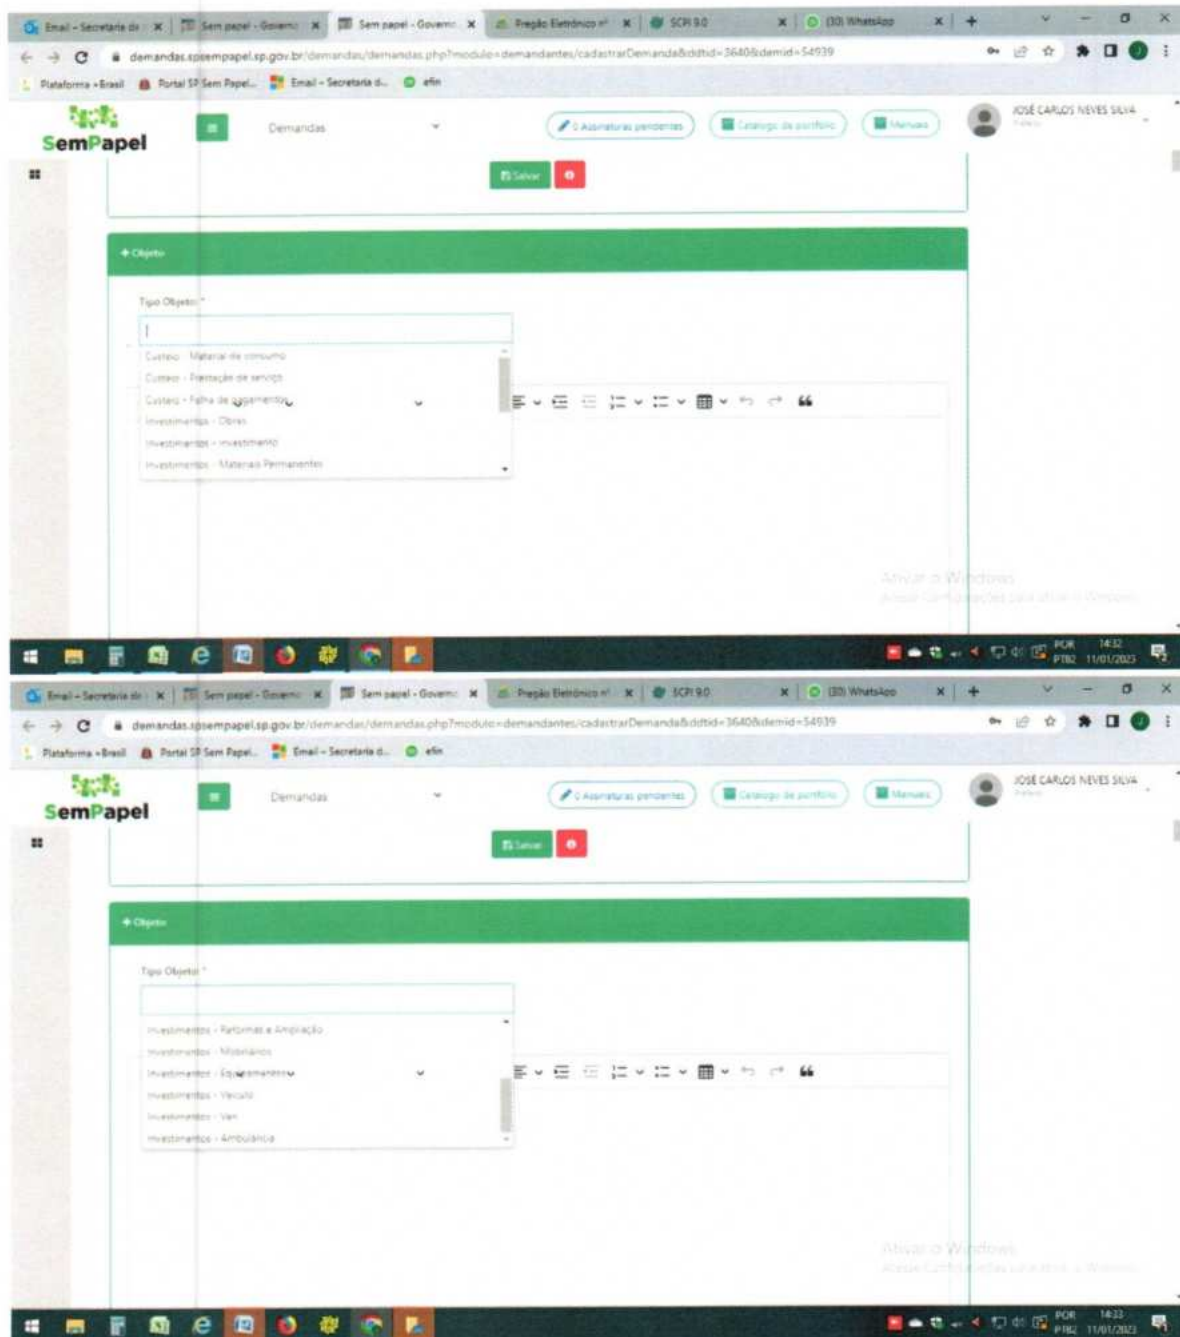 Email – Secretaria de
Sem papel - Governo
Sem papel - Governo
Pregão Eletrônico nº
SCPI 9.0
(30) WhatsApp
demandas.spsempapel.sp.gov.br/demandas/demandas.php?modulo=demandantes/cadastrarDemanda&ddtid=3640&demid=54939
Plataforma +Brasil
Portal SP Sem Papel...
Email – Secretaria d...
efin
SemPapel
Demandas
0 Assinaturas pendentes
Catálogo de portfólio
Manuais
JOSÉ CARLOS NEVES SILVA
Salvar
+ Objeto
Tipo Objeto: *
Custeio - Material de consumo
Custeio - Prestação de serviço
Custeio - Folha de pagamentos
Investimentos - Obras
Investimentos - Investimento
Investimentos - Materiais Permanentes
Ativar o Windows
POR 14:32
PTB2 11/01/2023
Email – Secretaria de
Sem papel - Governo
Sem papel - Governo
Pregão Eletrônico nº
SCPI 9.0
(30) WhatsApp
demandas.spsempapel.sp.gov.br/demandas/demandas.php?modulo=demandantes/cadastrarDemanda&ddtid=3640&demid=54939
Plataforma +Brasil
Portal SP Sem Papel...
Email – Secretaria d...
efin
SemPapel
Demandas
0 Assinaturas pendentes
Catálogo de portfólio
Manuais
JOSÉ CARLOS NEVES SILVA
Salvar
+ Objeto
Tipo Objeto: *
Investimentos - Reformas e Ampliação
Investimentos - Mobiliários
Investimentos - Equipamentos
Investimentos - Veículo
Investimentos - Van
Investimentos - Ambulância
Ativar o Windows
POR 14:33
PTB2 11/01/2023